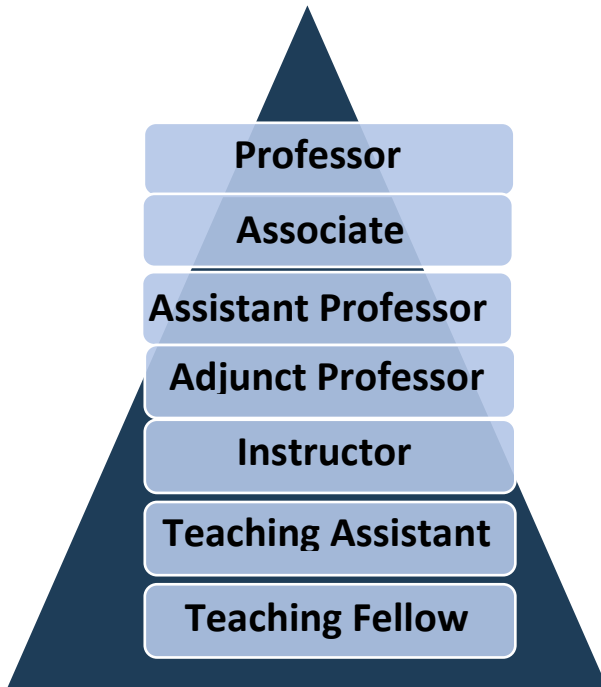 Professor
Associate
Assistant Professor
Adjunct Professor
Instructor
Teaching Assistant
Teaching Fellow